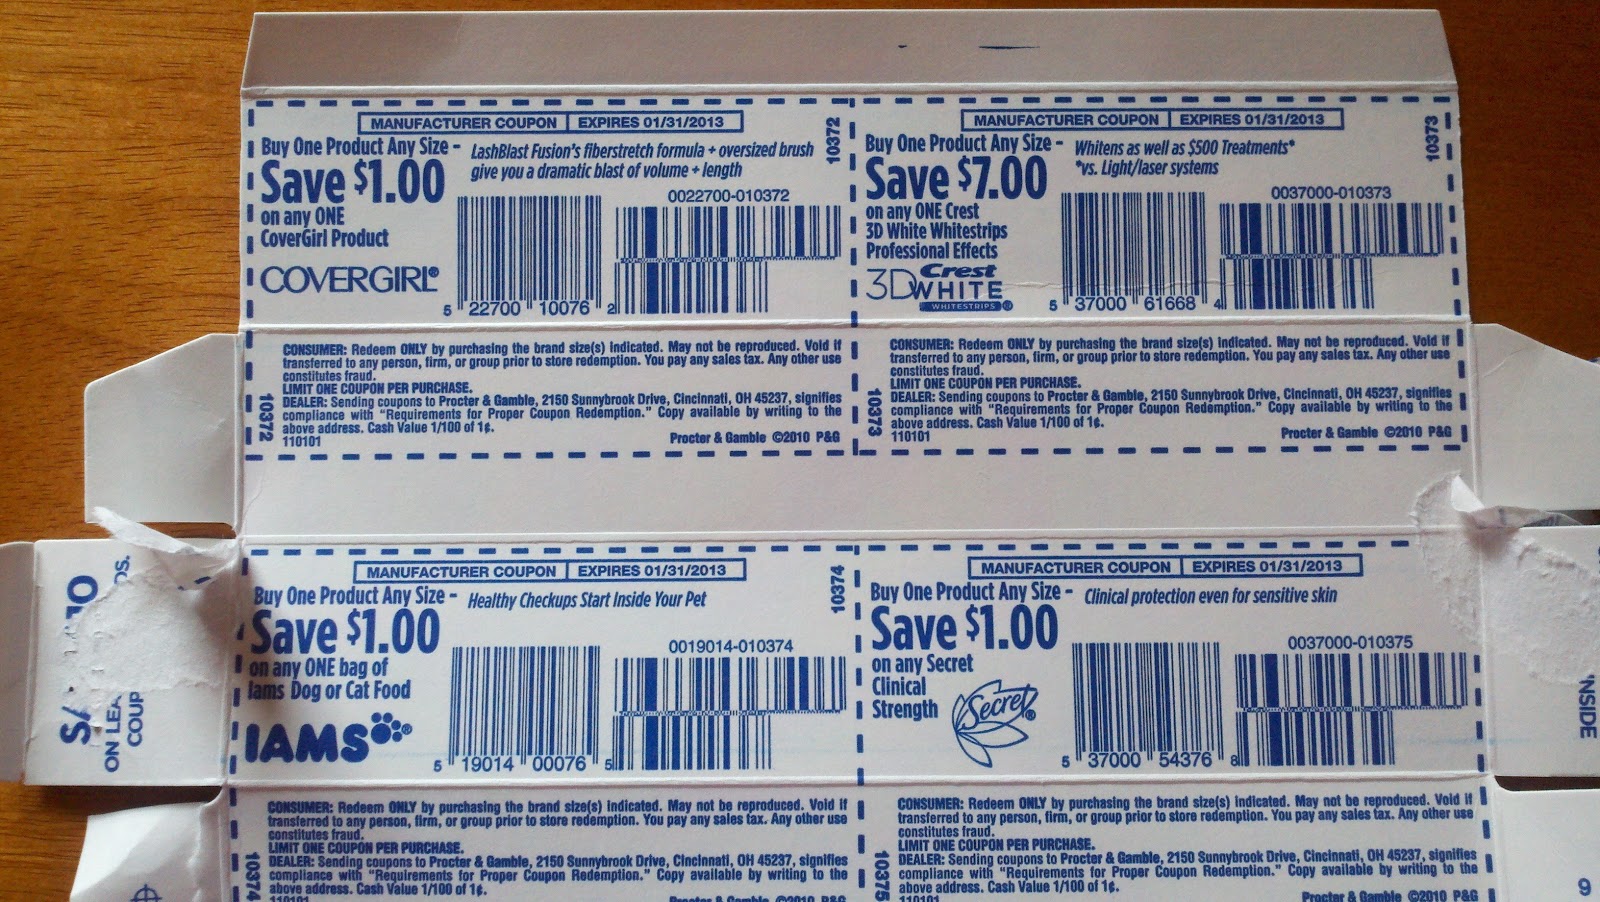 MANUFACTURER COUPON EXPIRES 01/31/2013
Buy One Product Any Size -
Save $1.00
on any ONE
CoverGirl Product
COVERGIRL®
LashBlast Fusion's fiberstretch formula + oversized brush
give you a dramatic blast of volume + length
0022700-010372
5 22700 10076 2
10372
MANUFACTURER COUPON EXPIRES 01/31/2013
Buy One Product Any Size -
Save $7.00
on any ONE Crest
3D White Whitestrips
Professional Effects
Crest
3D WHITE
WHITESTRIPS
Whitens as well as $500 Treatments*
*vs. Light/laser systems
0037000-010373
5 37000 61668 4
10373
CONSUMER: Redeem ONLY by purchasing the brand size(s) indicated. May not be reproduced. Void if
transferred to any person, firm, or group prior to store redemption. You pay any sales tax. Any other use
constitutes fraud.
LIMIT ONE COUPON PER PURCHASE.
DEALER: Sending coupons to Procter & Gamble, 2150 Sunnybrook Drive, Cincinnati, OH 45237, signifies
compliance with "Requirements for Proper Coupon Redemption." Copy available by writing to the
above address. Cash Value 1/100 of 1¢.
110101 Procter & Gamble ©2010 P&G
10372
CONSUMER: Redeem ONLY by purchasing the brand size(s) indicated. May not be reproduced. Void if
transferred to any person, firm, or group prior to store redemption. You pay any sales tax. Any other use
constitutes fraud.
LIMIT ONE COUPON PER PURCHASE.
DEALER: Sending coupons to Procter & Gamble, 2150 Sunnybrook Drive, Cincinnati, OH 45237, signifies
compliance with "Requirements for Proper Coupon Redemption." Copy available by writing to the
above address. Cash Value 1/100 of 1¢.
110101 Procter & Gamble ©2010 P&G
10373
MANUFACTURER COUPON EXPIRES 01/31/2013
Buy One Product Any Size -
Save $1.00
on any ONE bag of
Iams Dog or Cat Food
IAMS®
Healthy Checkups Start Inside Your Pet
0019014-010374
5 19014 00076 5
10374
MANUFACTURER COUPON EXPIRES 01/31/2013
Buy One Product Any Size -
Save $1.00
on any Secret
Clinical
Strength
Secret®
Clinical protection even for sensitive skin
0037000-010375
5 37000 54376 8
CONSUMER: Redeem ONLY by purchasing the brand size(s) indicated. May not be reproduced. Void if
transferred to any person, firm, or group prior to store redemption. You pay any sales tax. Any other use
constitutes fraud.
LIMIT ONE COUPON PER PURCHASE.
DEALER: Sending coupons to Procter & Gamble, 2150 Sunnybrook Drive, Cincinnati, OH 45237, signifies
compliance with "Requirements for Proper Coupon Redemption." Copy available by writing to the
above address. Cash Value 1/100 of 1¢.
110101 Procter & Gamble ©2010 P&G
10374
CONSUMER: Redeem ONLY by purchasing the brand size(s) indicated. May not be reproduced. Void if
transferred to any person, firm, or group prior to store redemption. You pay any sales tax. Any other use
constitutes fraud.
LIMIT ONE COUPON PER PURCHASE.
DEALER: Sending coupons to Procter & Gamble, 2150 Sunnybrook Drive, Cincinnati, OH 45237, signifies
compliance with "Requirements for Proper Coupon Redemption." Copy available by writing to the
above address. Cash Value 1/100 of 1¢.
110101 Procter & Gamble ©2010 P&G
10375
ON LEA
COUP
NSIDE